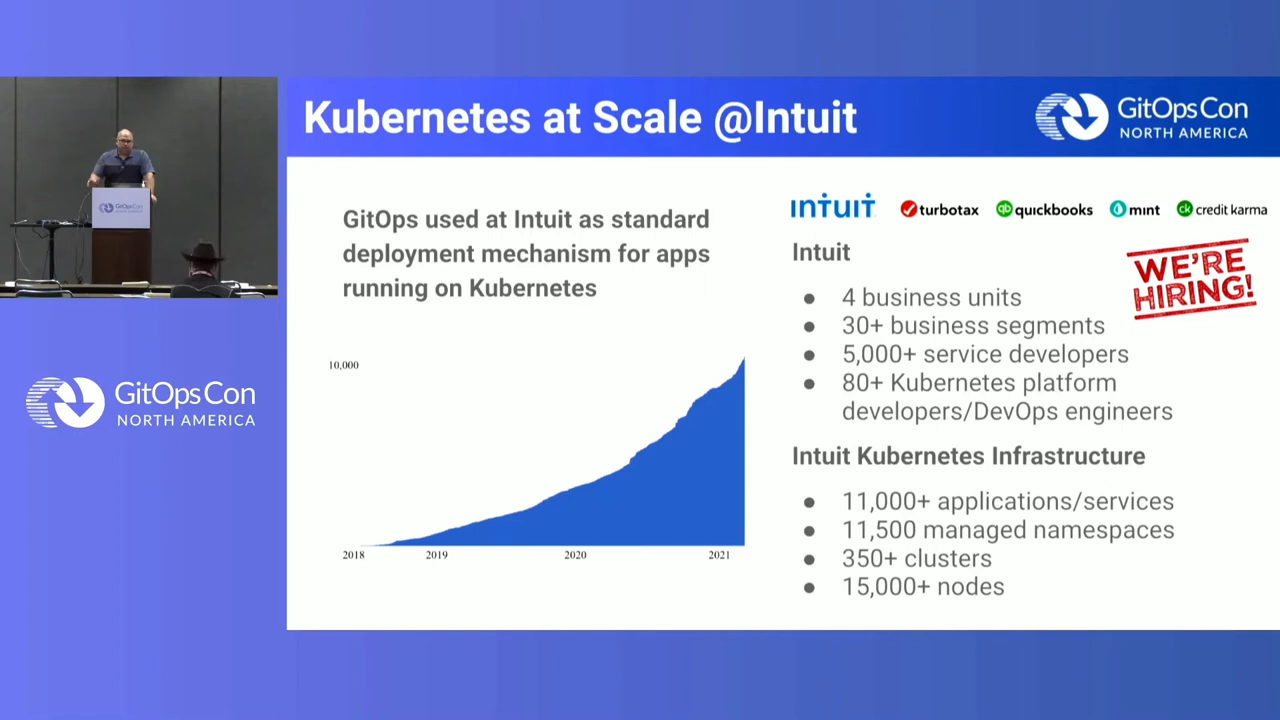 Kubernetes at Scale @Intuit
GitOpsCon
NORTH AMERICA
GitOps used at Intuit as standard
deployment mechanism for apps
running on Kubernetes
10,000
2018 2019 2020 2021
INTUIT turbotax quickbooks mint credit karma
Intuit
WE'RE
HIRING!
● 4 business units
● 30+ business segments
● 5,000+ service developers
● 80+ Kubernetes platform
developers/DevOps engineers
Intuit Kubernetes Infrastructure
● 11,000+ applications/services
● 11,500 managed namespaces
● 350+ clusters
● 15,000+ nodes
GitOps
GitOpsCon
NORTH AMERICA